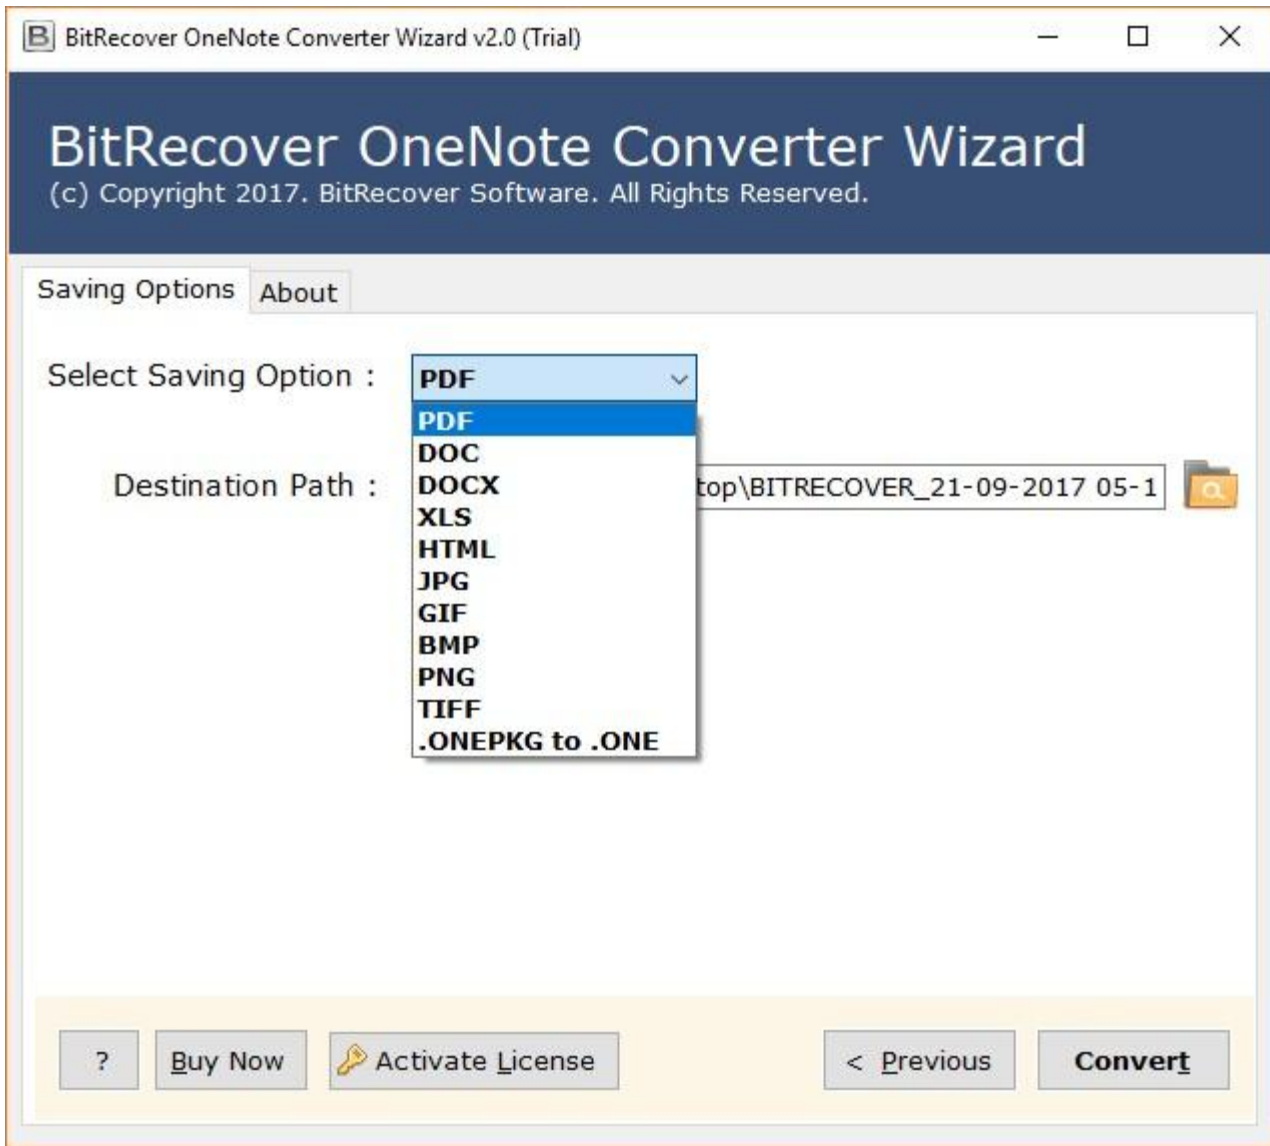 BitRecover OneNote Converter Wizard v2.0 (Trial)
BitRecover OneNote Converter Wizard
(c) Copyright 2017. BitRecover Software. All Rights Reserved.
Saving Options About
Select Saving Option : PDF
PDF
DOC
Destination Path : top\BITRECOVER_21-09-2017 05-1
DOCX
XLS
HTML
JPG
GIF
BMP
PNG
TIFF
.ONEPKG to .ONE
? Buy Now Activate License < Previous Convert